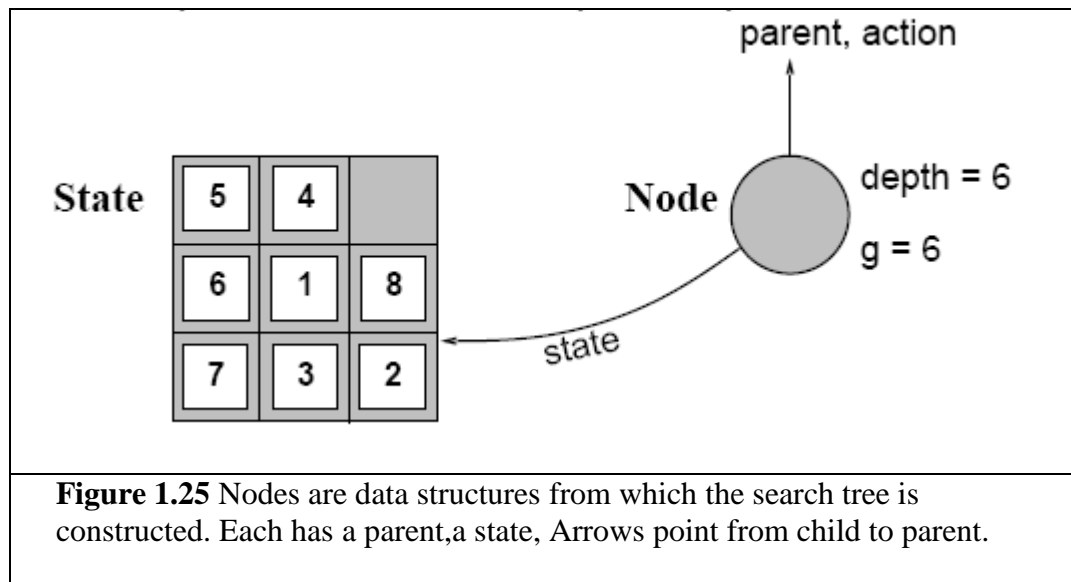 parent, action
State
5 4
Node
depth = 6
6 1 8
g = 6
7 3 2
state
Figure 1.25 Nodes are data structures from which the search tree is
constructed. Each has a parent,a state, Arrows point from child to parent.